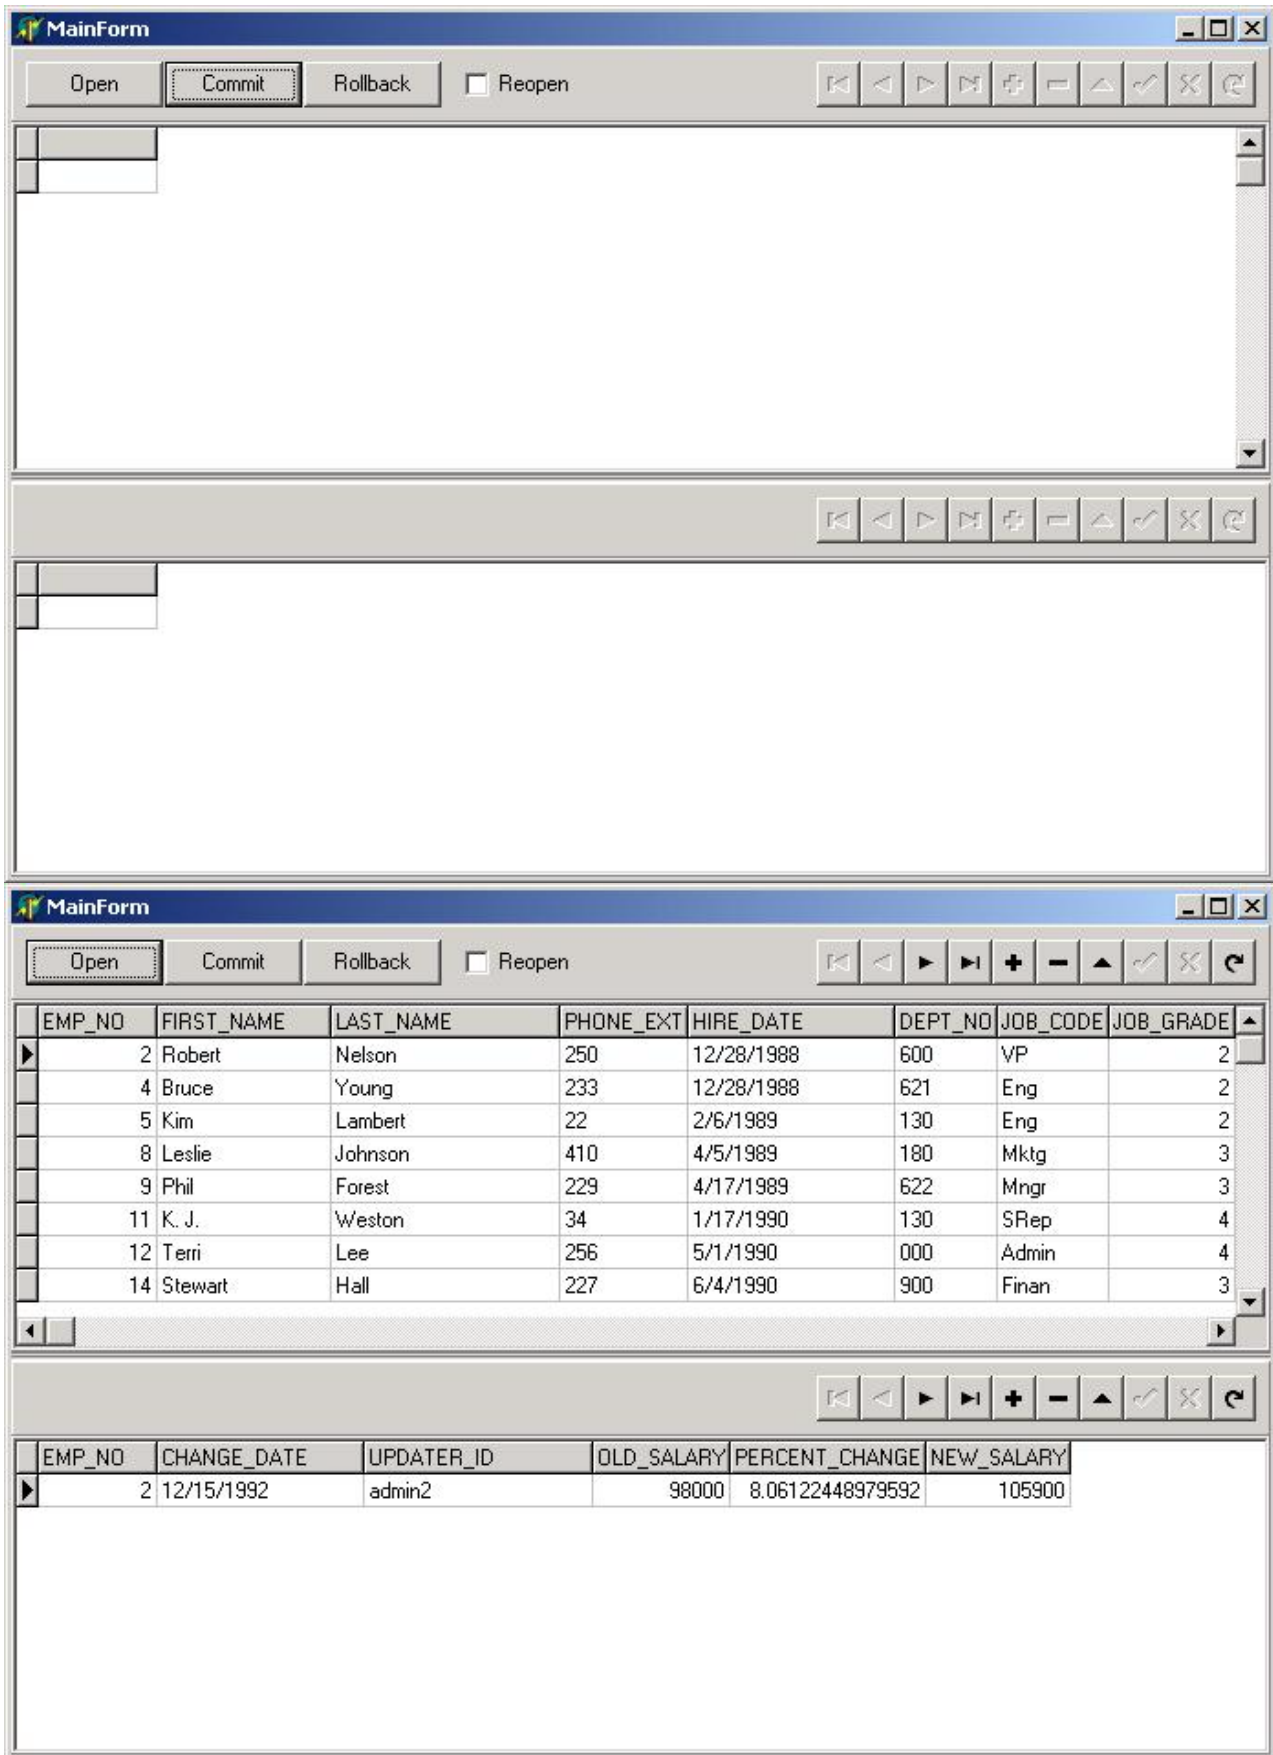 MainForm
Open Commit Rollback Reopen
MainForm
Open Commit Rollback Reopen
EMP_NO FIRST_NAME LAST_NAME PHONE_EXT HIRE_DATE DEPT_NO JOB_CODE JOB_GRADE
2 Robert Nelson 250 12/28/1988 600 VP 2
4 Bruce Young 233 12/28/1988 621 Eng 2
5 Kim Lambert 22 2/6/1989 130 Eng 2
8 Leslie Johnson 410 4/5/1989 180 Mktg 3
9 Phil Forest 229 4/17/1989 622 Mngr 3
11 K. J. Weston 34 1/17/1990 130 SRep 4
12 Terri Lee 256 5/1/1990 000 Admin 4
14 Stewart Hall 227 6/4/1990 900 Finan 3
EMP_NO CHANGE_DATE UPDATER_ID OLD_SALARY PERCENT_CHANGE NEW_SALARY
2 12/15/1992 admin2 98000 8.06122448979592 105900